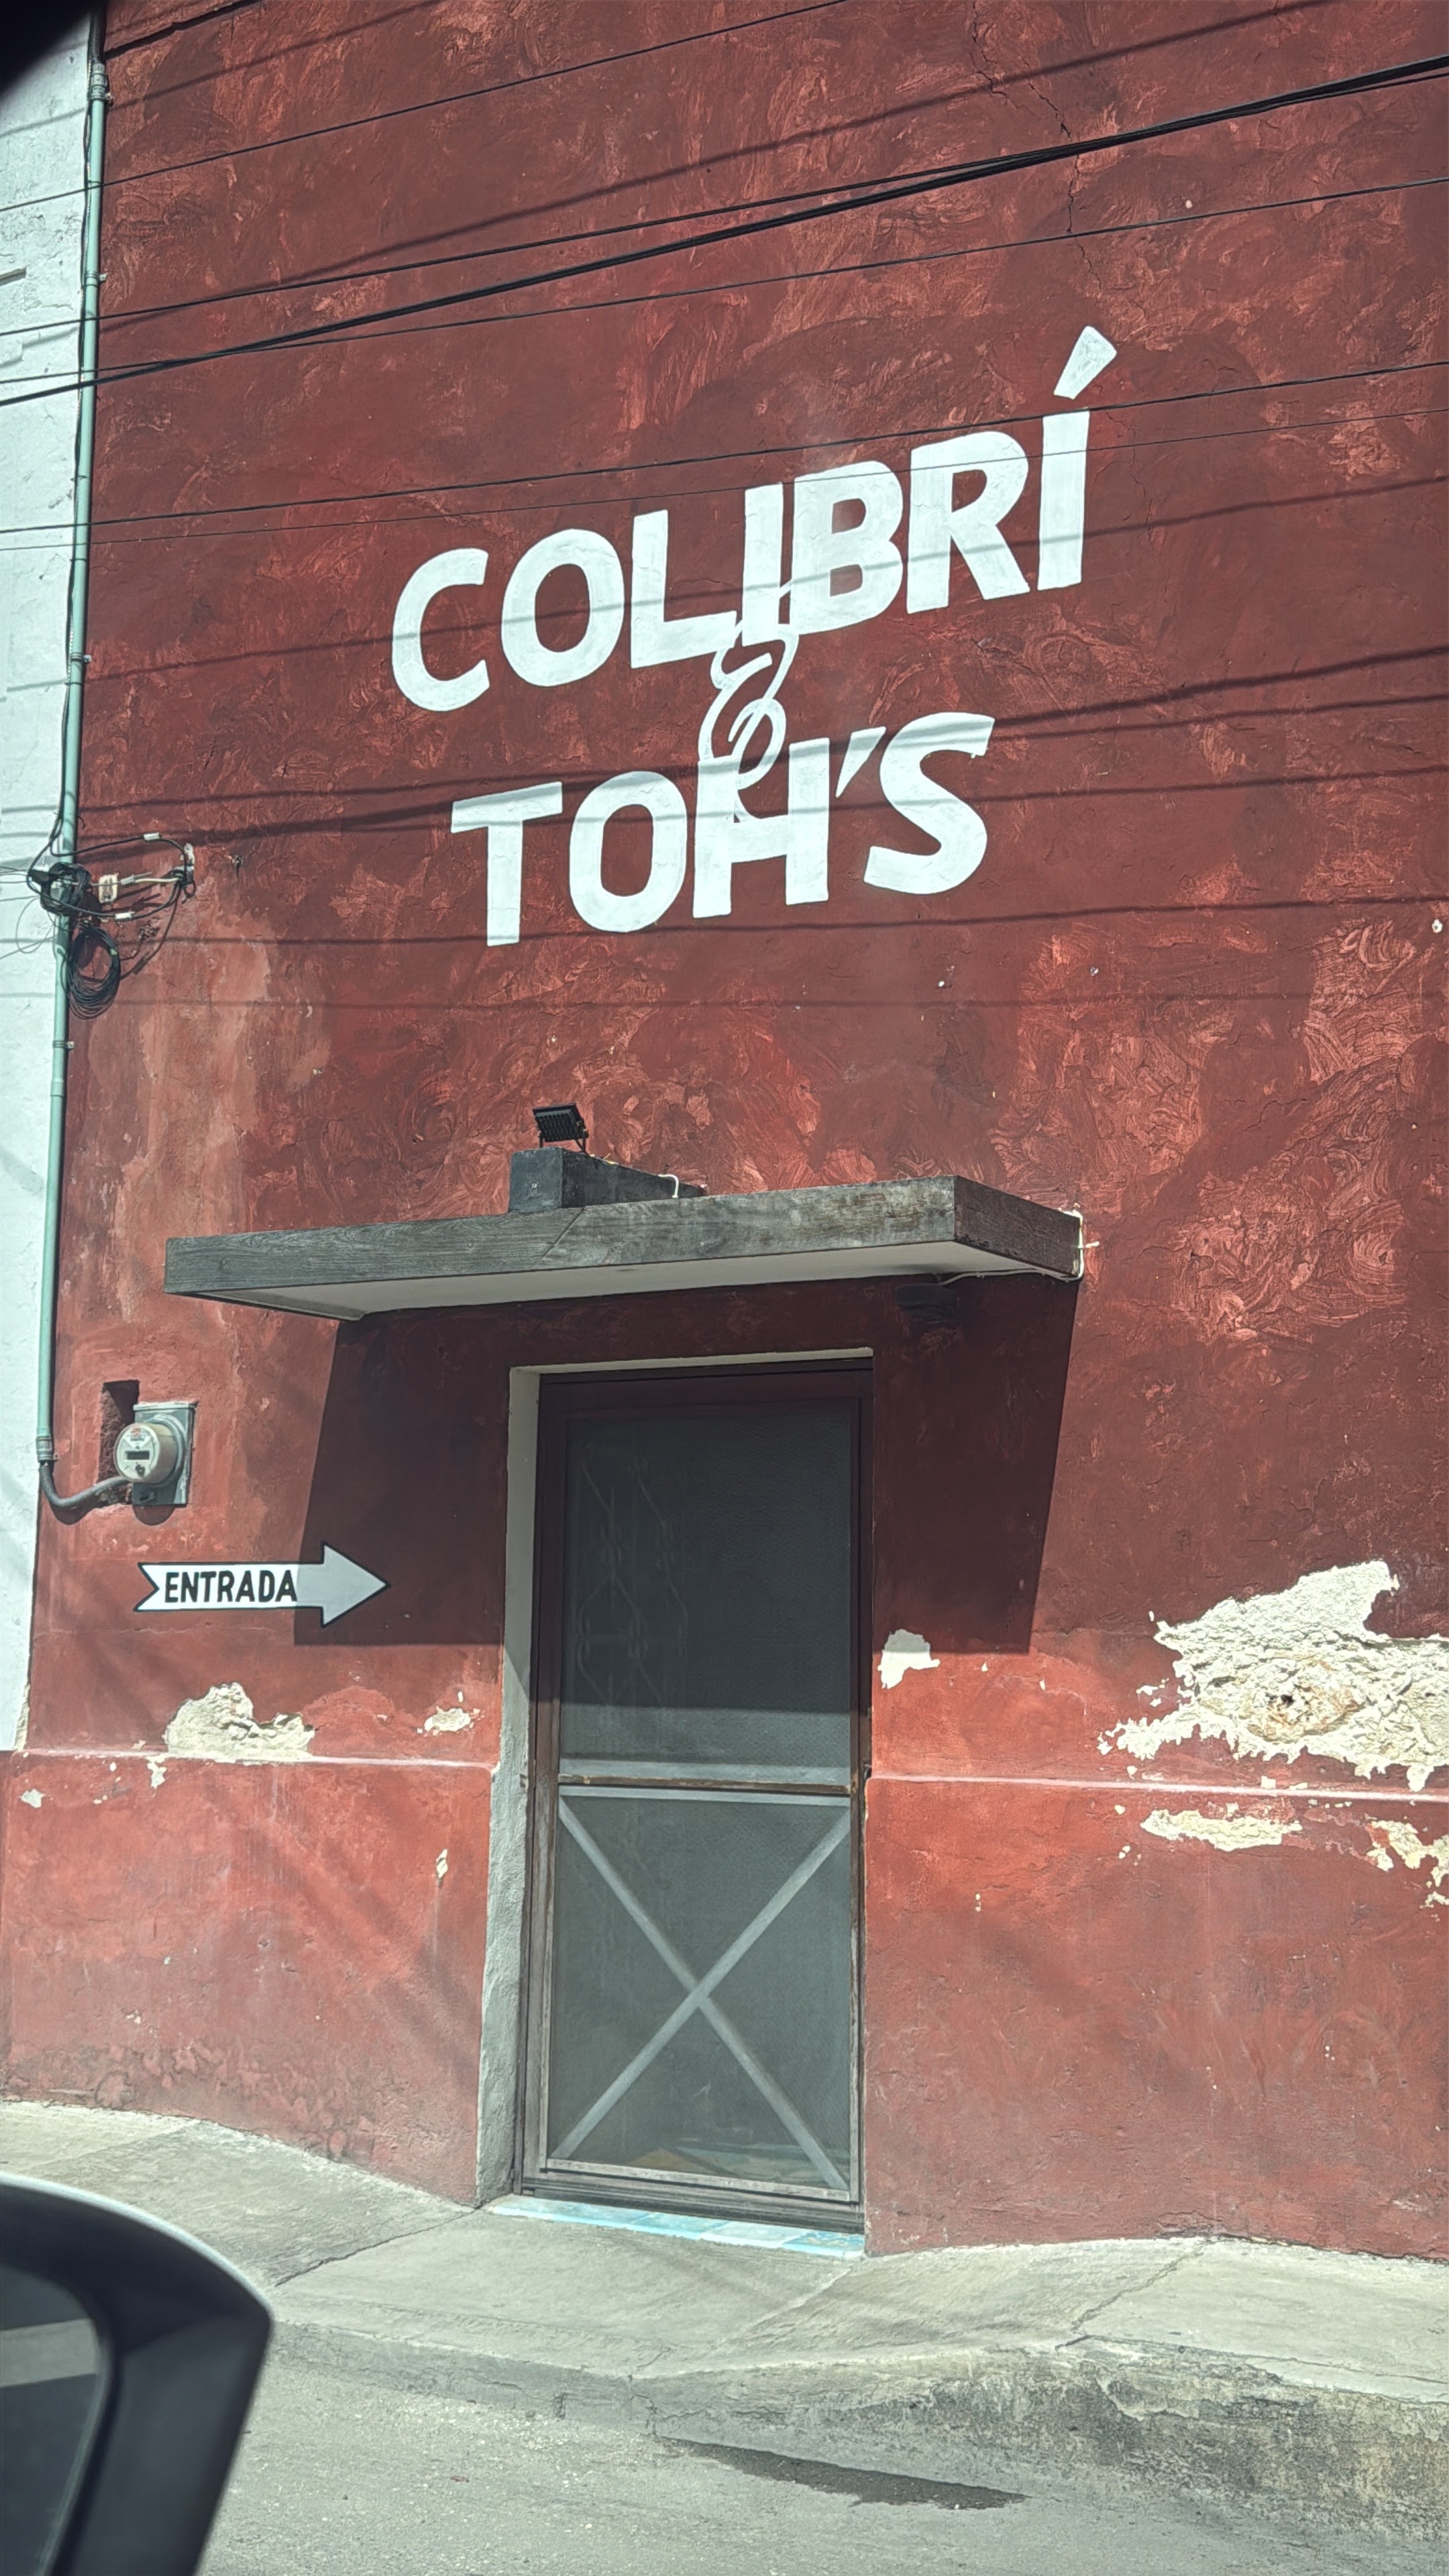 COLIBRÍ
&
TOH'S
ENTRADA